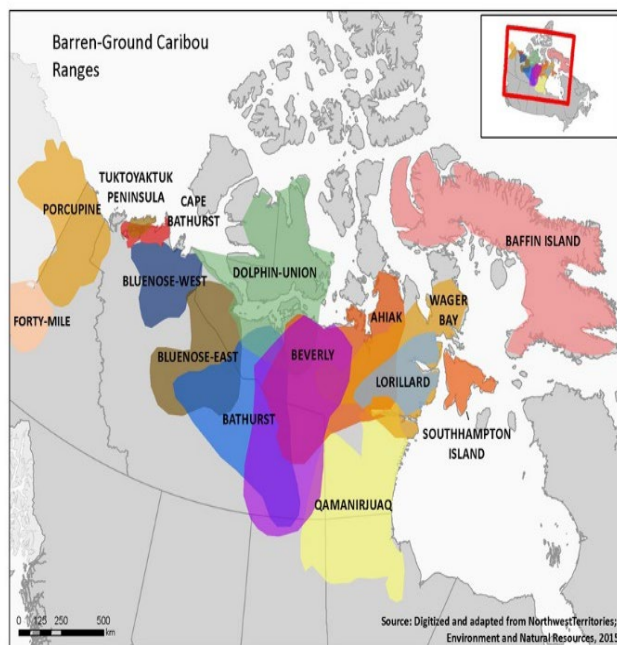 Barren-Ground Caribou
Ranges
TUKTOYAKTUK
PENINSULA
CAPE
BATHURST
PORCUPINE
BAFFIN ISLAND
BLUENOSE-WEST
DOLPHIN-UNION
WAGER
BAY
FORTY-MILE
AHIAK
BLUENOSE-EAST
BEVERLY
LORILLARD
BATHURST
SOUTHHAMPTON
ISLAND
QAMANIRJUAQ
0 125 250 500
km
Source: Digitized and adapted from NorthwestTerritories;
Environment and Natural Resources, 2015